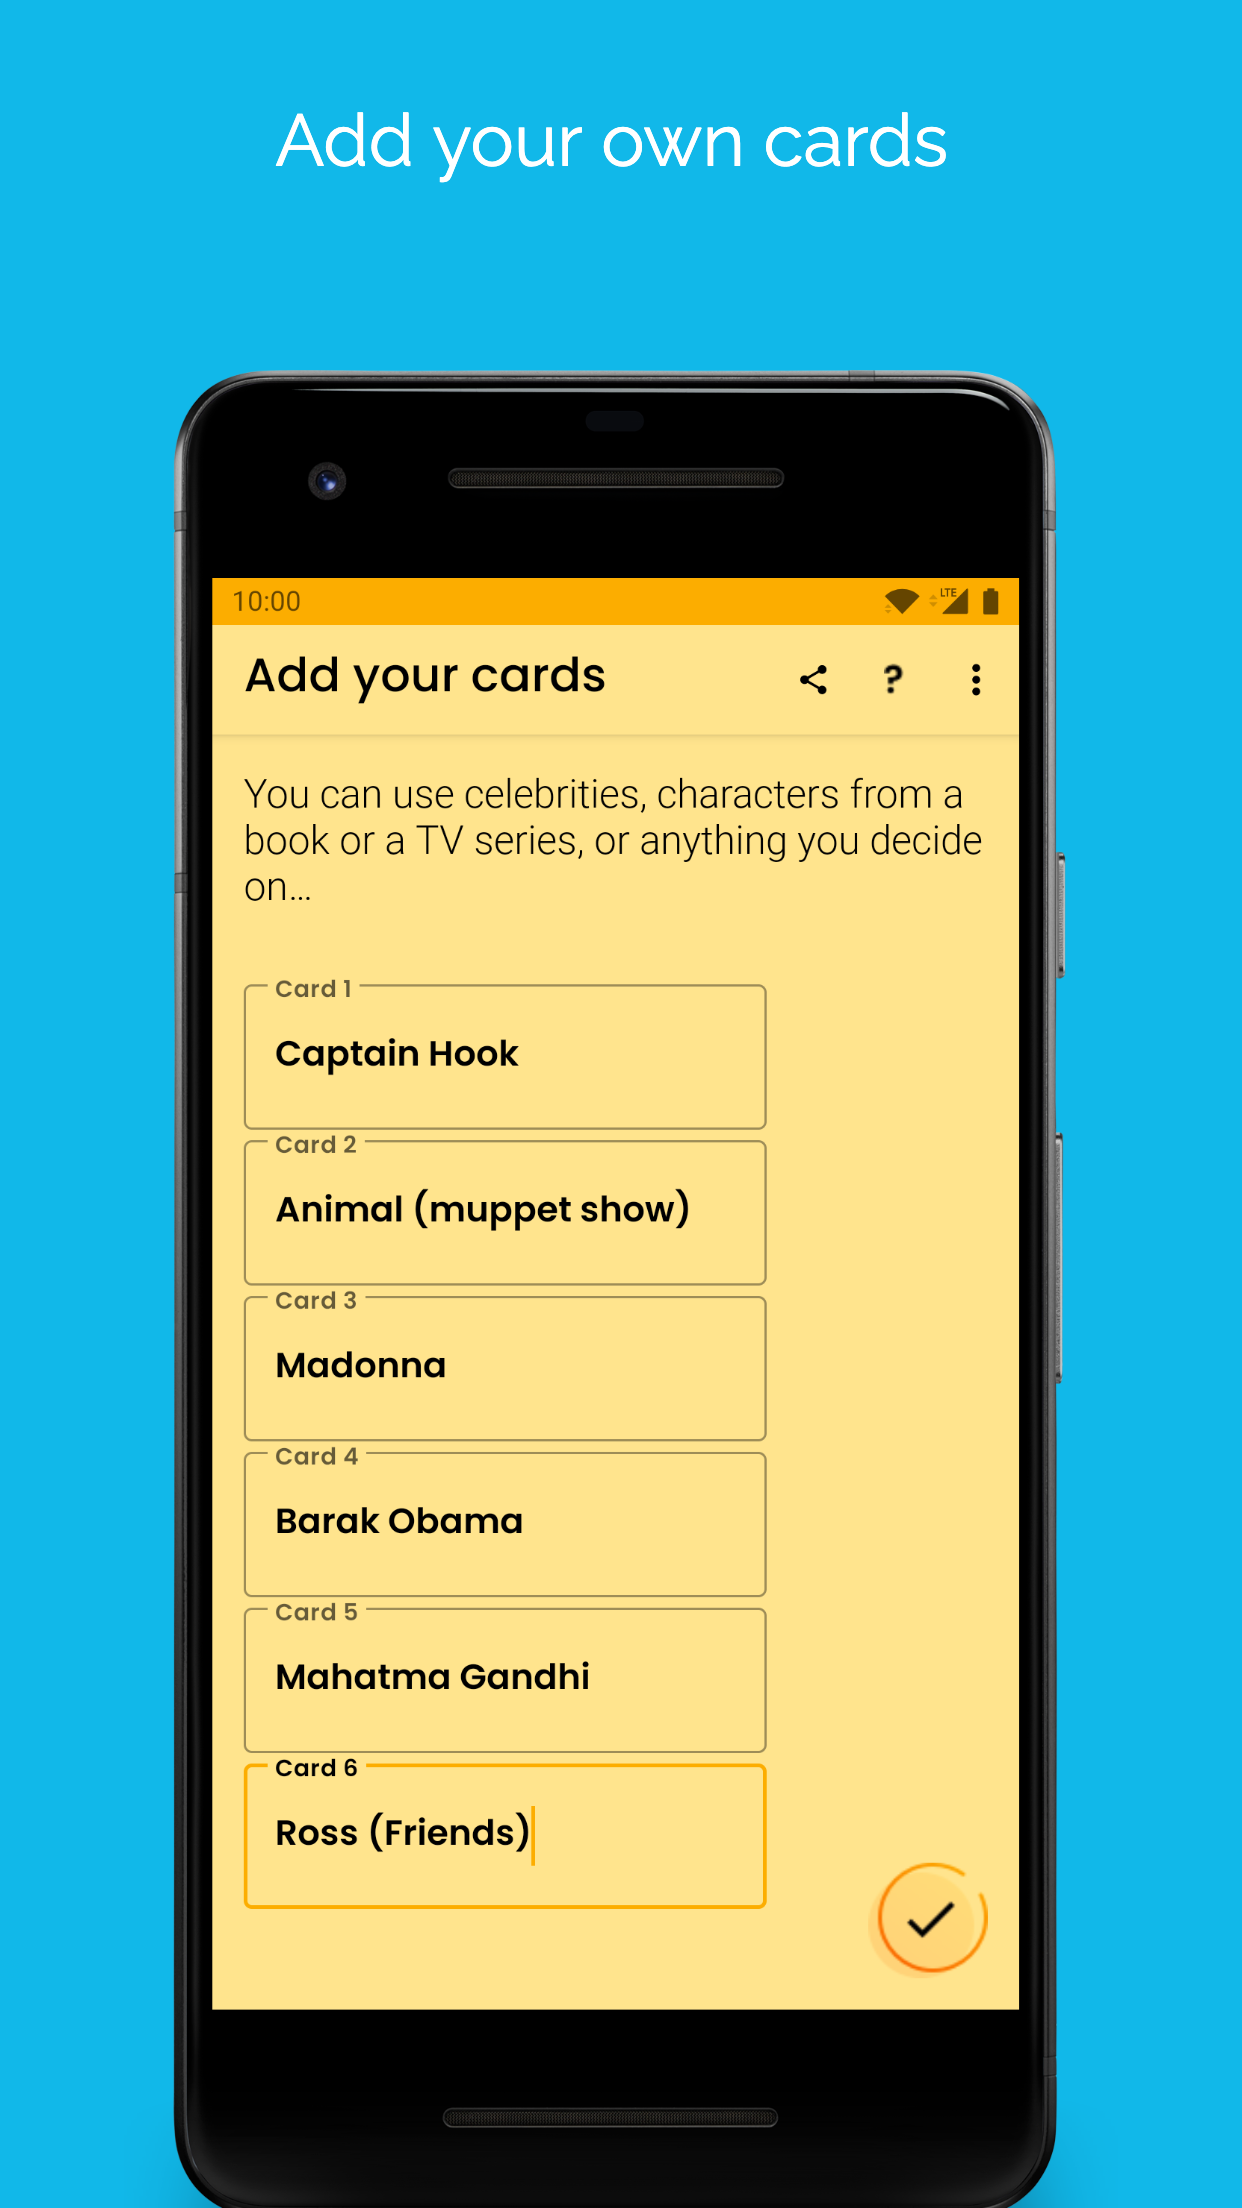 Add your own cards
10:00
LTE
Add your cards
?
You can use celebrities, characters from a
book or a TV series, or anything you decide
on...
Card 1
Captain Hook
Card 2
Animal (muppet show)
Card 3
Madonna
Card 4
Barak Obama
Card 5
Mahatma Gandhi
Card 6
Ross (Friends)